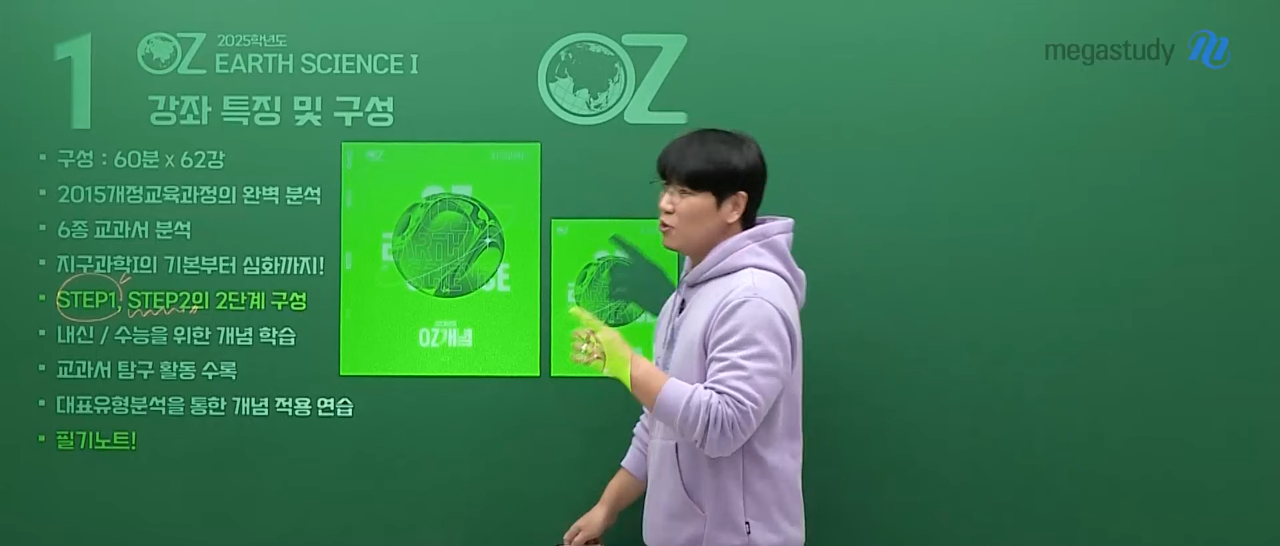 1
OZ 2025학년도
EARTH SCIENCE I
강좌 특징 및 구성
OZ
megastudy
▪ 구성 : 60분 x 62강
▪ 2015개정교육과정의 완벽 분석
▪ 6종 교과서 분석
▪ 지구과학I의 기본부터 심화까지!
▪ STEP1, STEP2의 2단계 구성
▪ 내신 / 수능을 위한 개념 학습
▪ 교과서 탐구 활동 수록
▪ 대표유형분석을 통한 개념 적용 연습
▪ 필기노트!
OZ
OZ
EARTH
SCIENCE
OZ개념